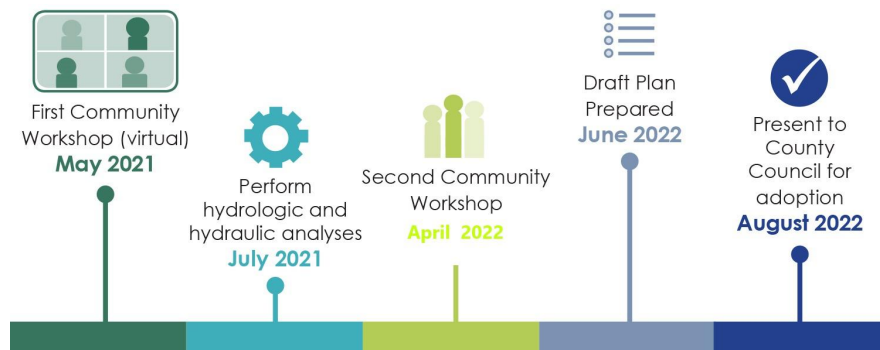 First Community
Workshop (virtual)
May 2021
Perform
hydrologic and
hydraulic analyses
July 2021
Second Community
Workshop
April 2022
Draft Plan
Prepared
June 2022
Present to
County
Council for
adoption
August 2022